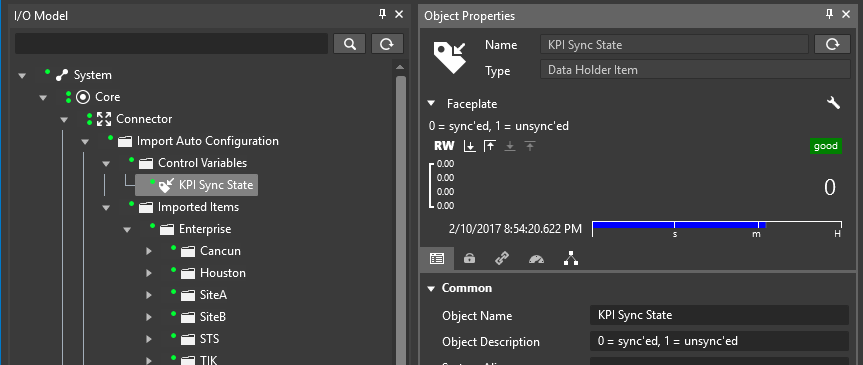 I/O Model
System
Core
Connector
Import Auto Configuration
Control Variables
KPI Sync State
Imported Items
Enterprise
Cancun
Houston
SiteA
SiteB
STS
TIK
Object Properties
Name KPI Sync State
Type Data Holder Item
Faceplate
0 = sync'ed, 1 = unsync'ed
RW good
0.00
0.00
0.00
0.00
0
2/10/2017 8:54:20.622 PM
s m H
Common
Object Name KPI Sync State
Object Description 0 = sync'ed, 1 = unsync'ed